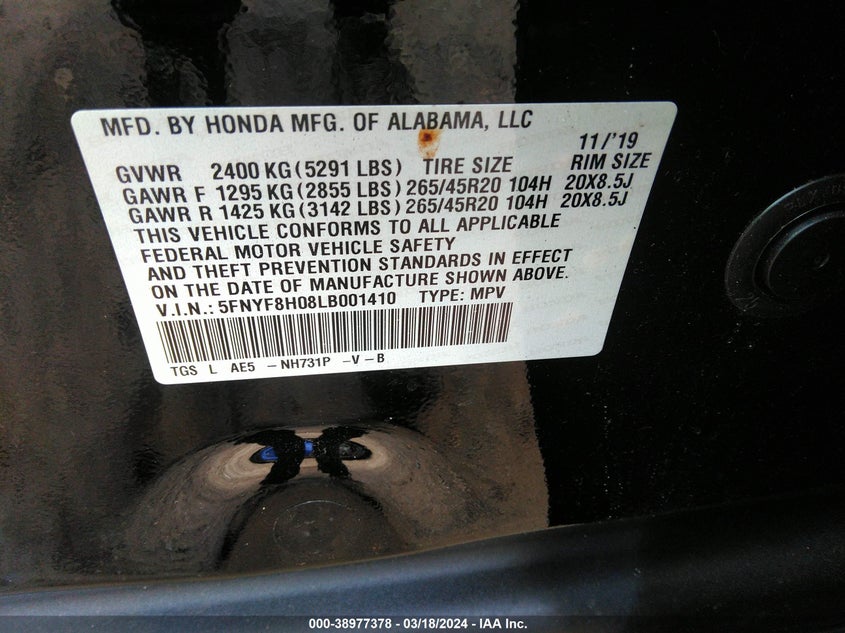 MFD. BY HONDA MFG. OF ALABAMA, LLC
11/'19
GVWR 2400 KG (5291 LBS) TIRE SIZE RIM SIZE
GAWR F 1295 KG (2855 LBS) 265/45R20 104H 20X8.5J
GAWR R 1425 KG (3142 LBS) 265/45R20 104H 20X8.5J
THIS VEHICLE CONFORMS TO ALL APPLICABLE
FEDERAL MOTOR VEHICLE SAFETY
AND THEFT PREVENTION STANDARDS IN EFFECT
ON THE DATE OF MANUFACTURE SHOWN ABOVE.
V.I.N.: 5FNYF8H08LB001410 TYPE: MPV
TGS L AE5 -NH731P -V-B
000-38977378 - 03/18/2024 - IAA Inc.